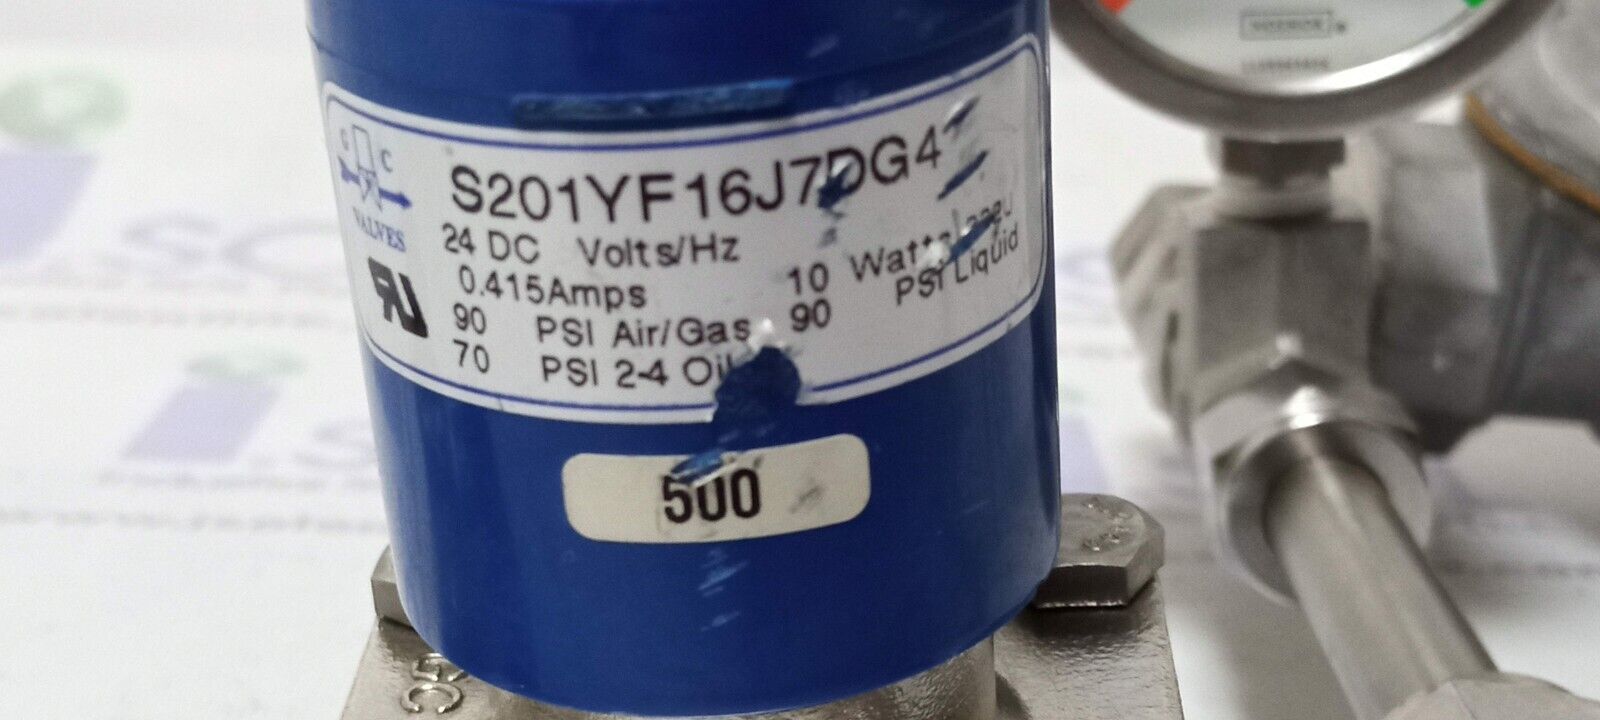 G C
VALVES
S201YF16J7DG4
24 DC Volts/Hz
0.415Amps 10 Watts
90 PSI Air/Gas 90 PSI Liquid
70 PSI 2-4 Oil
500